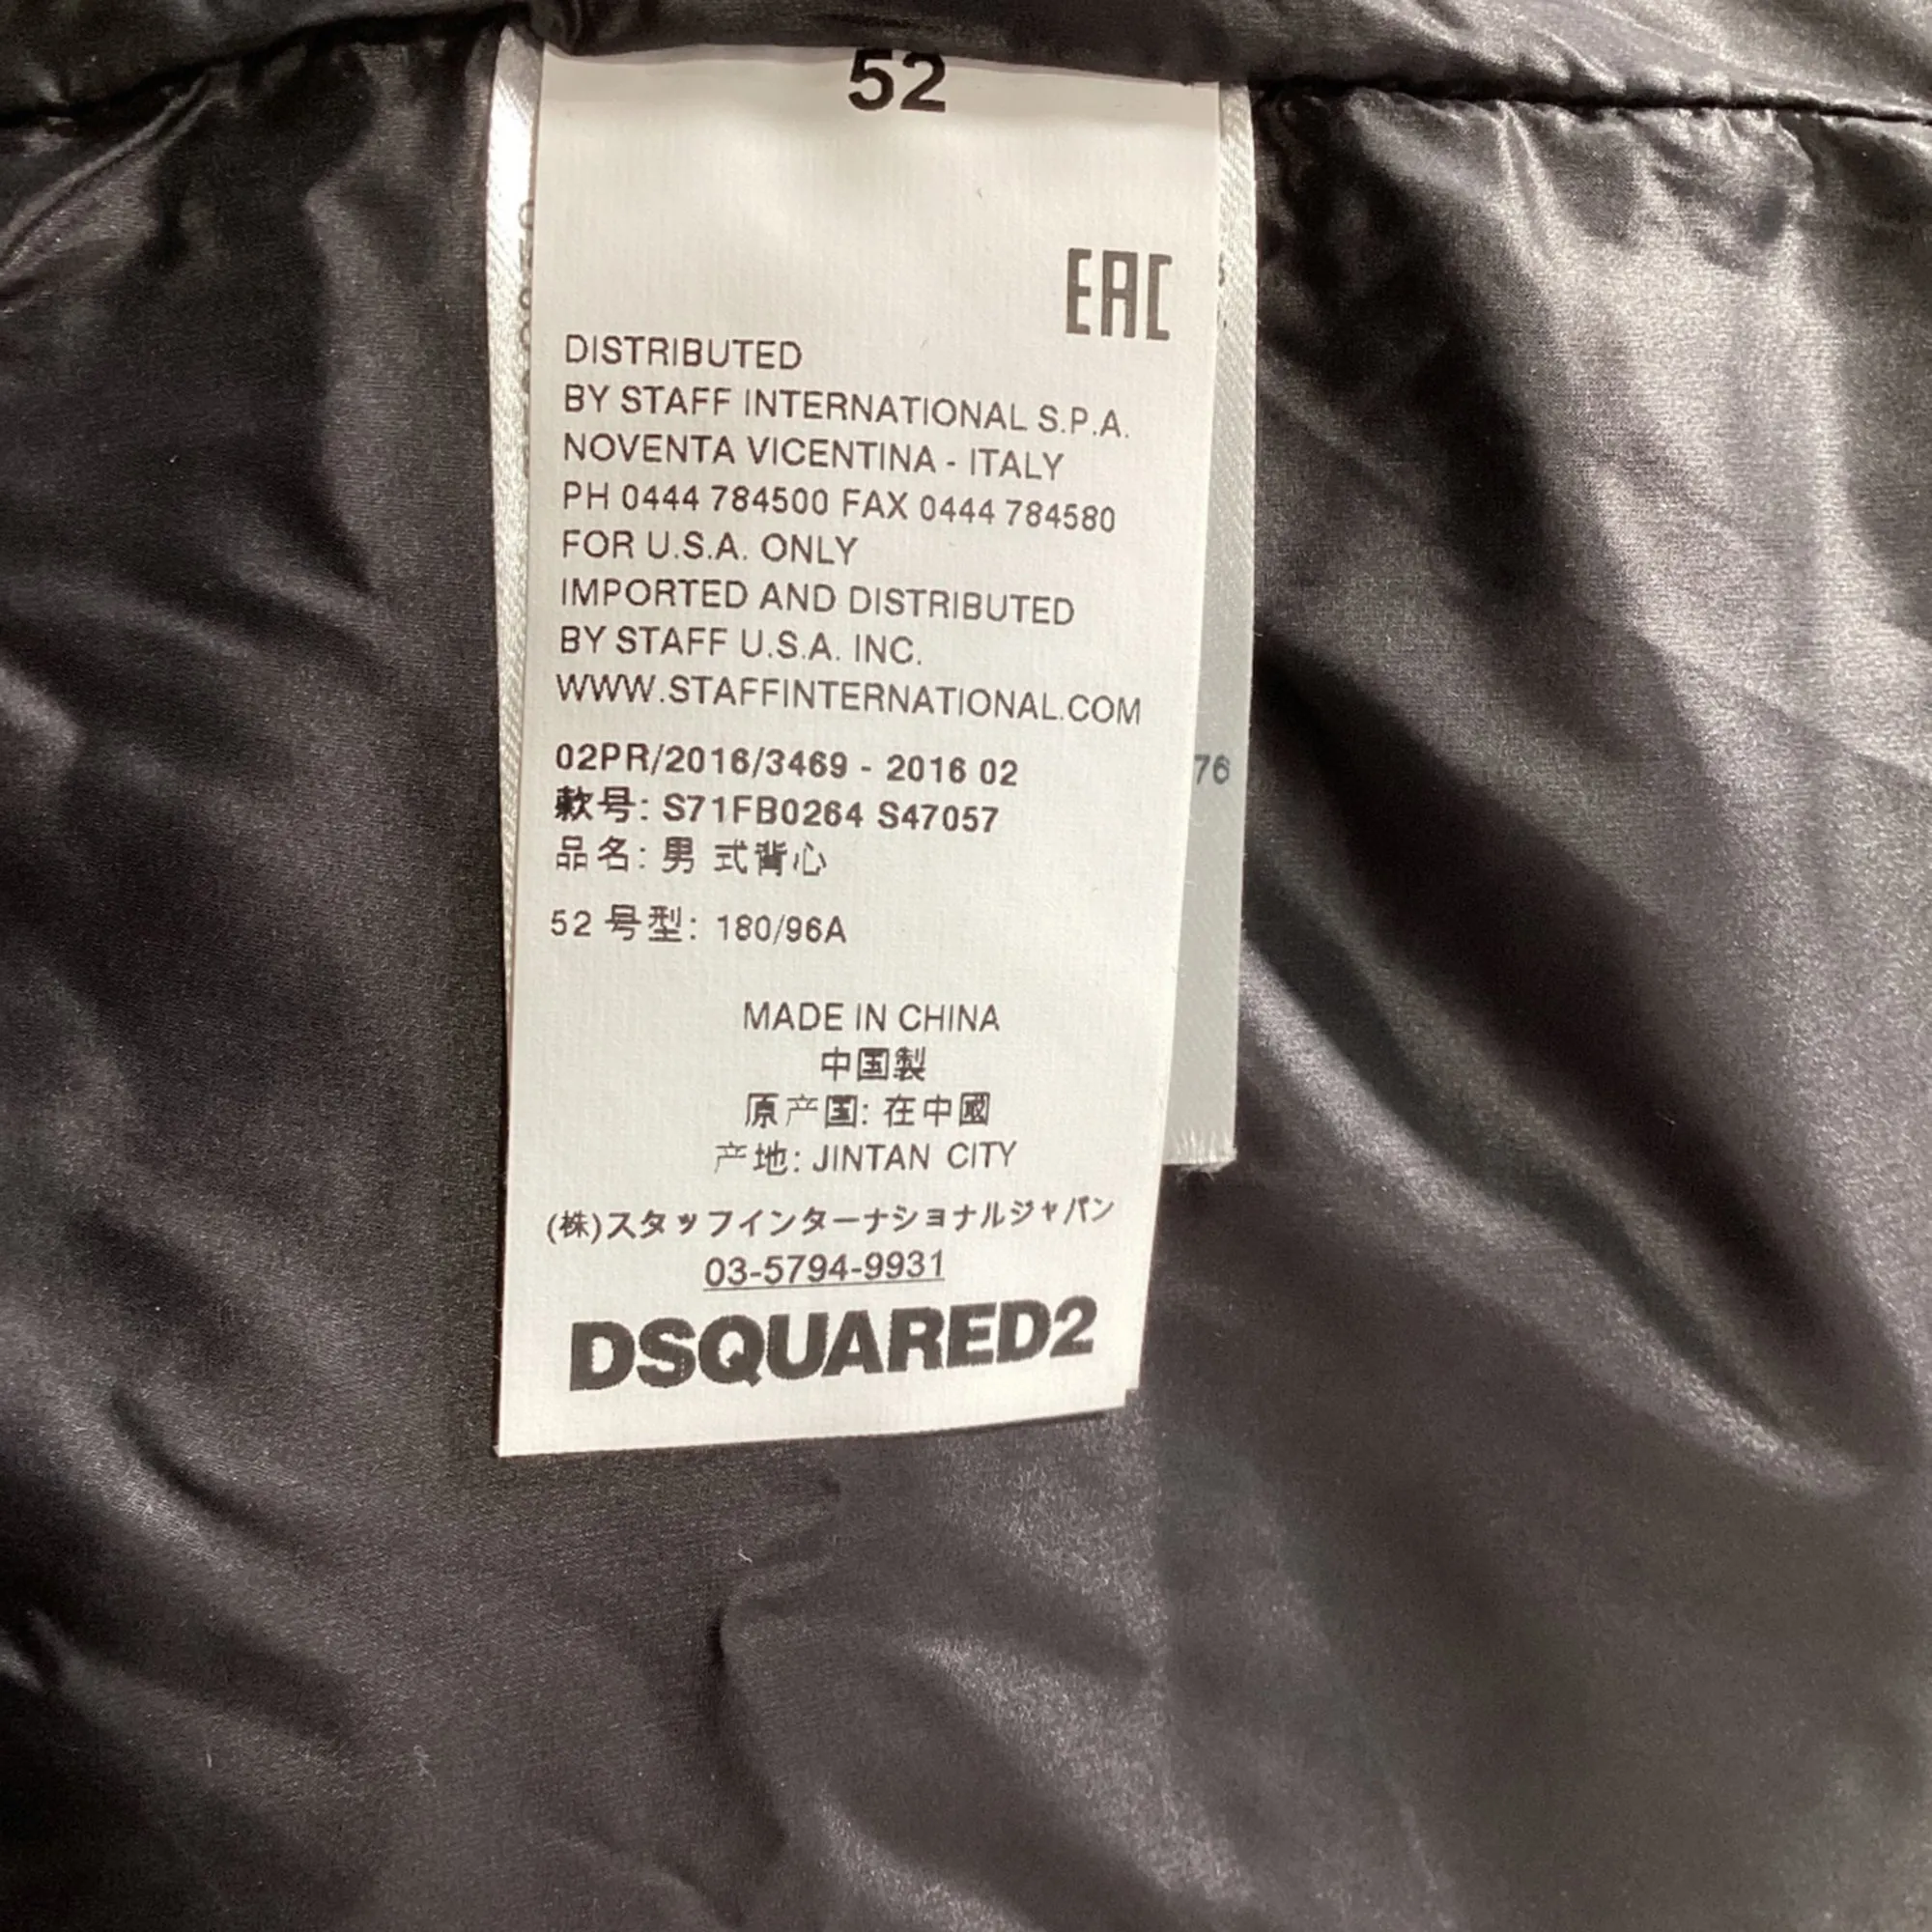 52
EAC
DISTRIBUTED
BY STAFF INTERNATIONAL S.P.A.
NOVENTA VICENTINA - ITALY
PH 0444 784500 FAX 0444 784580
FOR U.S.A. ONLY
IMPORTED AND DISTRIBUTED
BY STAFF U.S.A. INC.
WWW.STAFFINTERNATIONAL.COM
02PR/2016/3469 - 2016 02
款号: S71FB0264 S47057
品名: 男 式背心
52 号型: 180/96A
MADE IN CHINA
中国製
原产国: 在中國
产地: JINTAN CITY
(株)スタッフインターナショナルジャパン
03-5794-9931
DSQUARED2
76